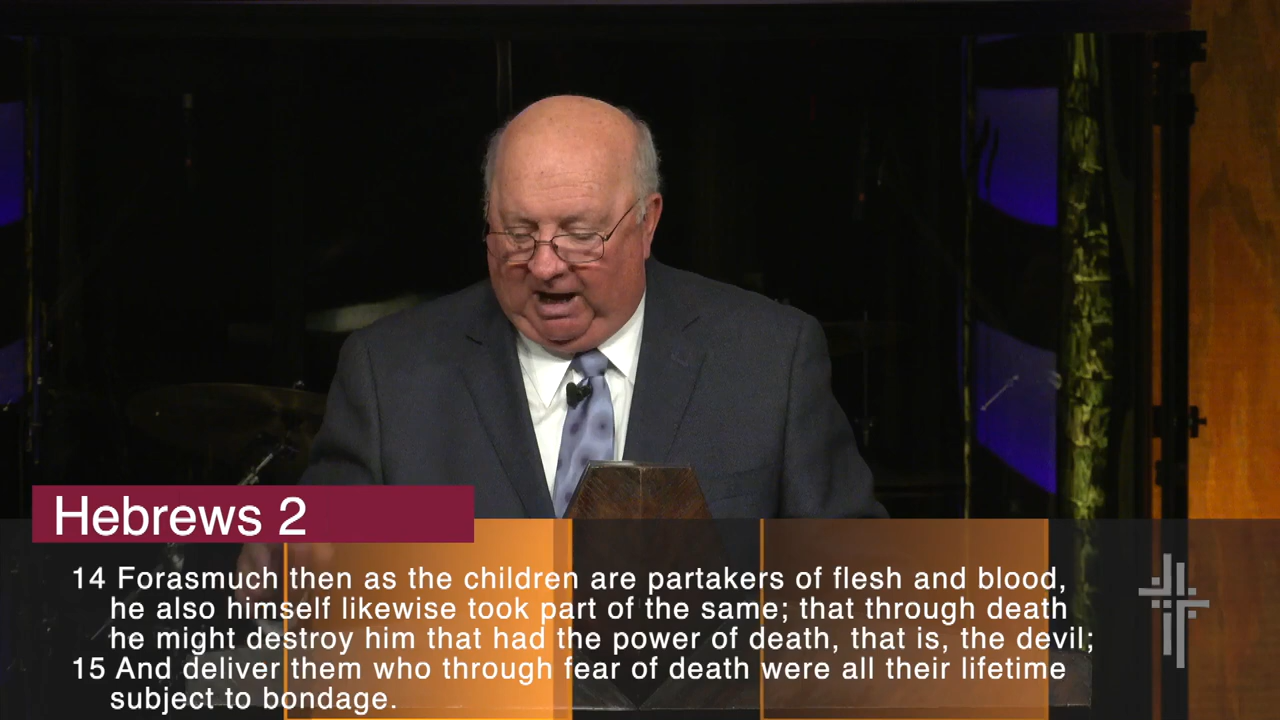 Hebrews 2
14 Forasmuch then as the children are partakers of flesh and blood,
he also himself likewise took part of the same; that through death
he might destroy him that had the power of death, that is, the devil;
15 And deliver them who through fear of death were all their lifetime
subject to bondage.